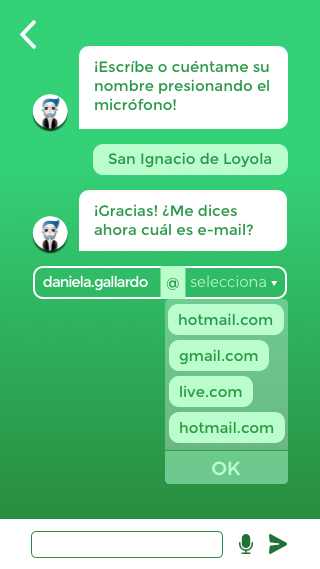 ¡Escríbe o cuéntame su
nombre presionando el
micrófono!
San Ignacio de Loyola
¡Gracias! ¿Me dices
ahora cuál es e-mail?
daniela.gallardo @ selecciona
hotmail.com
gmail.com
live.com
hotmail.com
OK